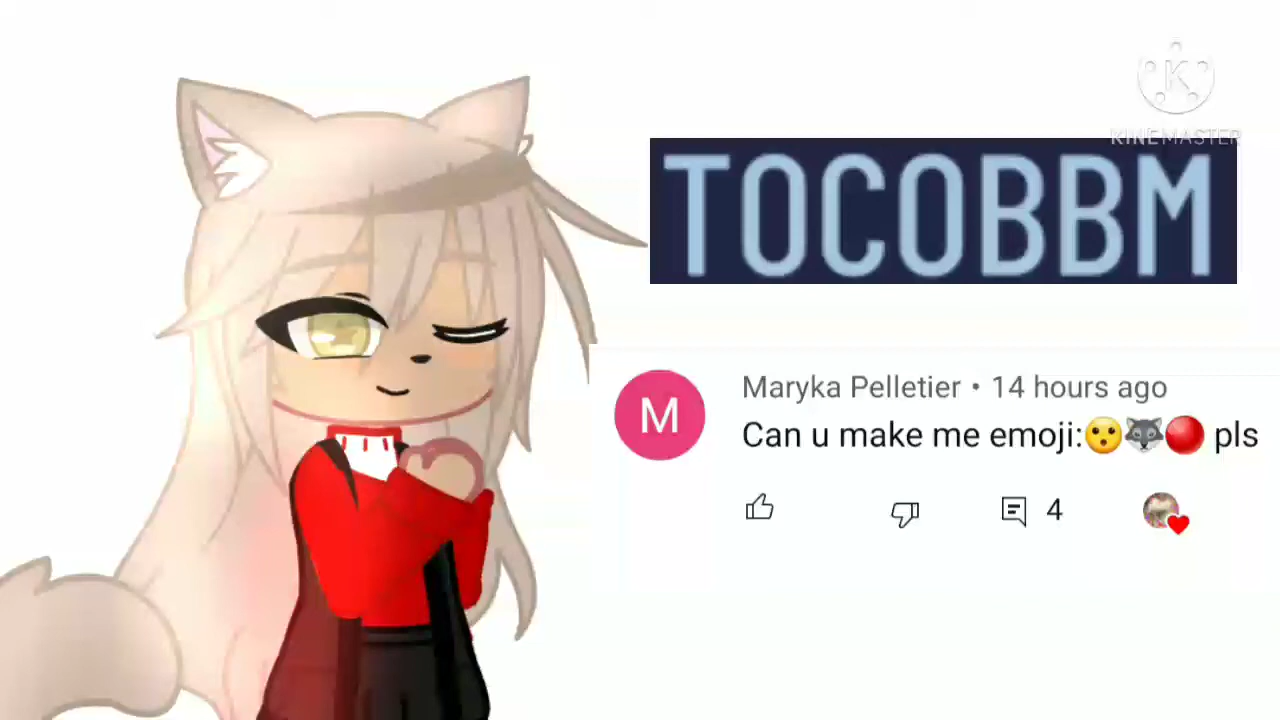 K
KINEMASTER
TOCOBBM
M
Maryka Pelletier • 14 hours ago
Can u make me emoji:😮🐺🔴 pls
4